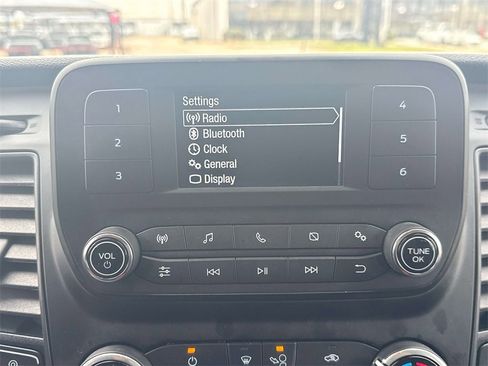 Settings
Radio
Bluetooth
Clock
General
Display
1
2
3
4
5
6
VOL
TUNE
OK